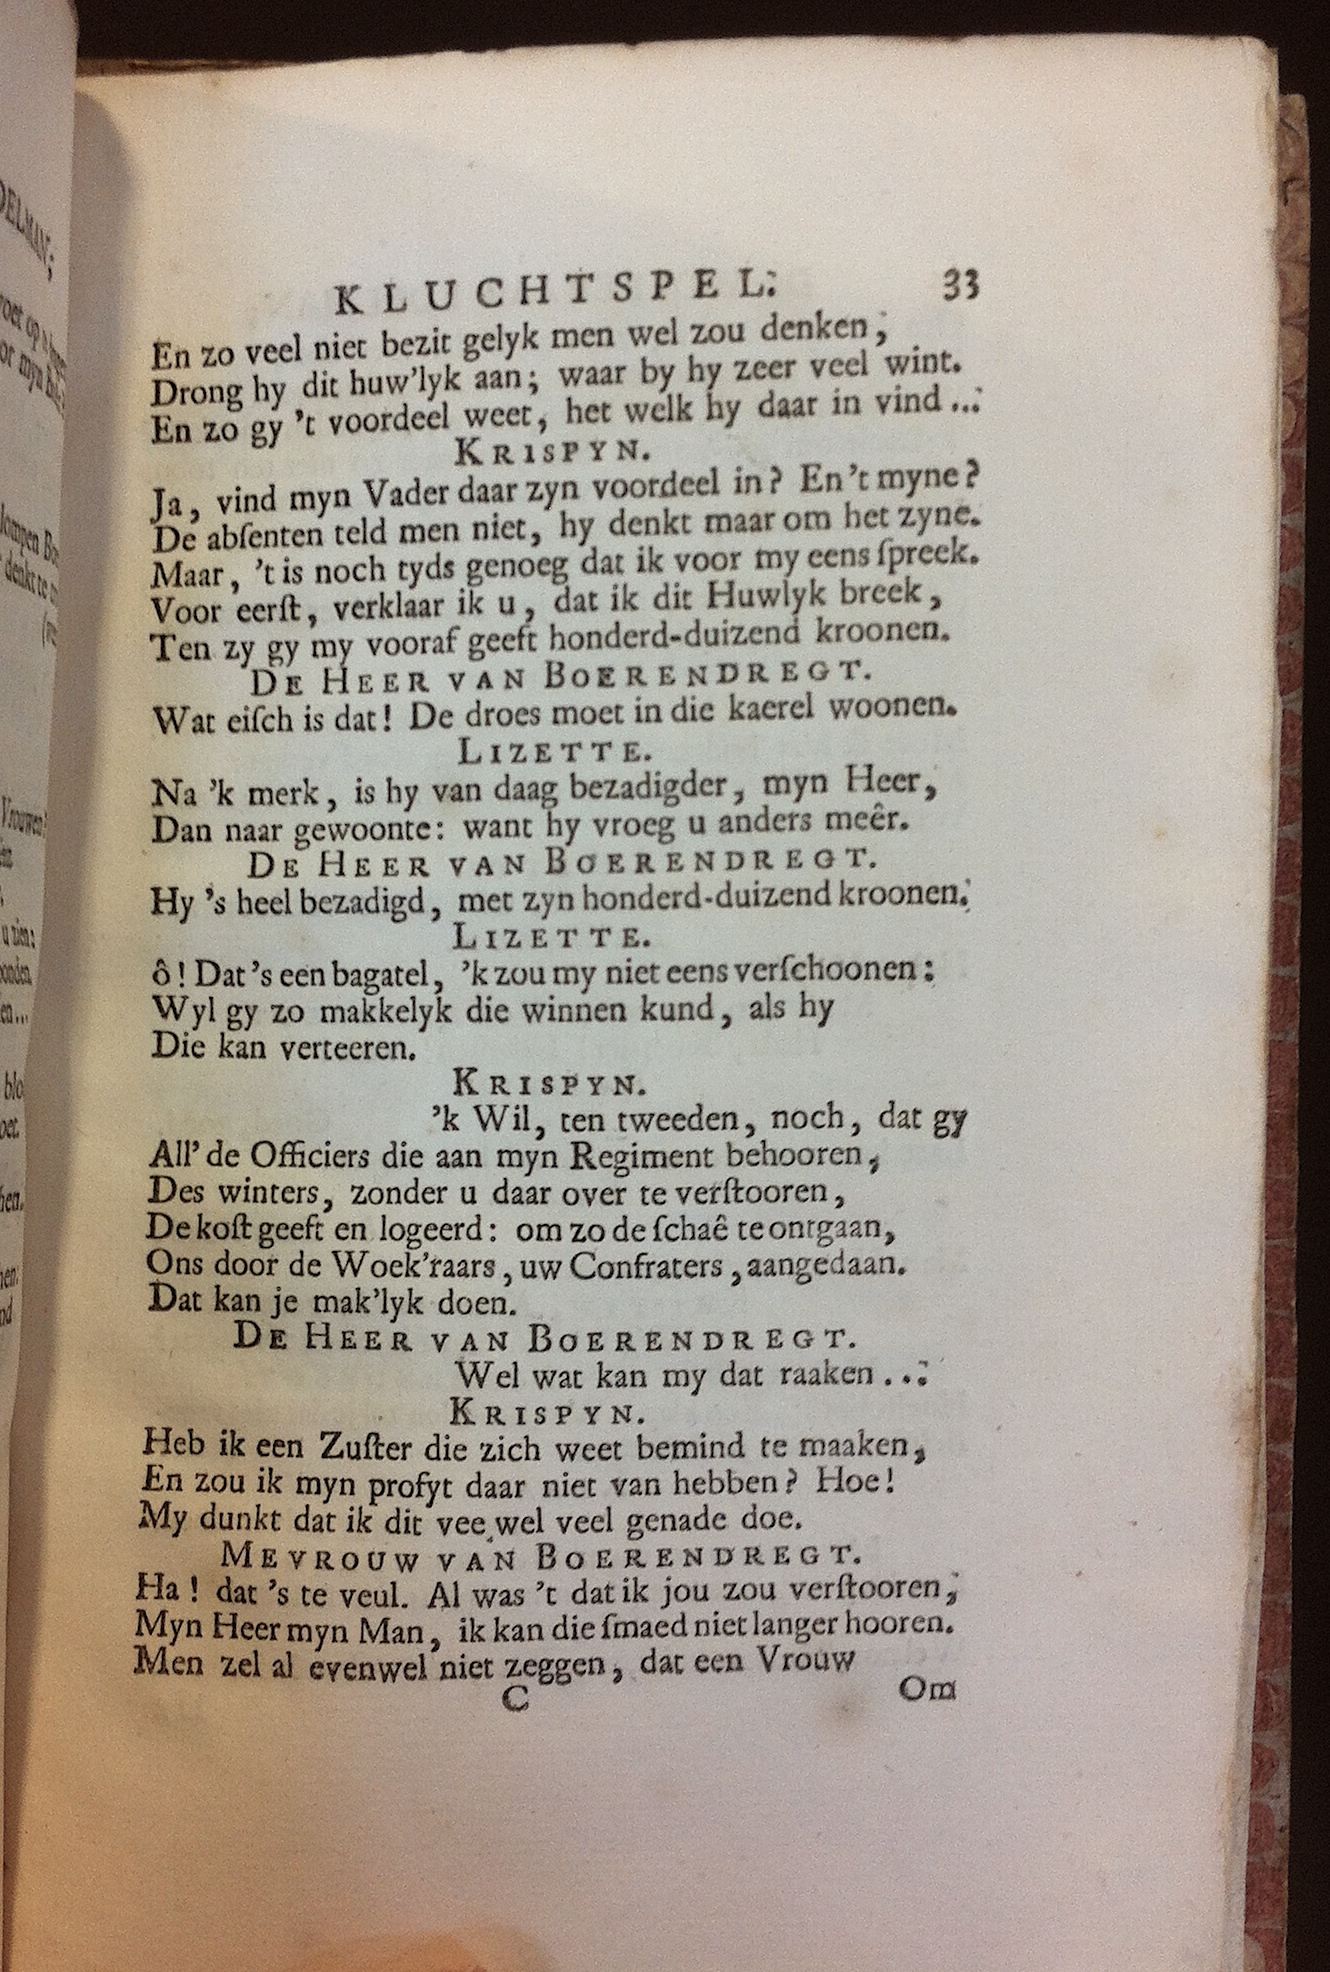 KLUCHTSPEL. 33
En zo veel niet bezit gelyk men wel zou denken,
Drong hy dit huw'lyk aan; waar by hy zeer veel wint.
En zo gy 't voordeel weet, het welk hy daar in vind ...
KRISPYN.
Ja, vind myn Vader daar zyn voordeel in? En 't myne?
De abſenten teld men niet, hy denkt maar om het zyne.
Maar, 't is noch tyds genoeg dat ik voor my eens ſpreek.
Voor eerſt, verklaar ik u, dat ik dit Huwlyk breek,
Ten zy gy my vooraf geeft honderd-duizend kroonen.
DE HEER VAN BOERENDREGT.
Wat eiſch is dat! De droes moet in die kaerel woonen.
LIZETTE.
Na 'k merk, is hy van daag bezadigder, myn Heer,
Dan naar gewoonte: want hy vroeg u anders meêr.
DE HEER VAN BOERENDREGT.
Hy 's heel bezadigd, met zyn honderd-duizend kroonen.
LIZETTE.
ô! Dat 's een bagatel, 'k zou my niet eens verſchoonen:
Wyl gy zo makkelyk die winnen kund, als hy
Die kan verteeren.
KRISPYN.
'k Wil, ten tweeden, noch, dat gy
All' de Officiers die aan myn Regiment behooren,
Des winters, zonder u daar over te verſtooren,
De koſt geeft en logeerd: om zo de ſchaê te ontgaan,
Ons door de Woek'raars, uw Confraters, aangedaan.
Dat kan je mak'lyk doen.
DE HEER VAN BOERENDREGT.
Wel wat kan my dat raaken ...
KRISPYN.
Heb ik een Zuſter die zich weet bemind te maaken,
En zou ik myn profyt daar niet van hebben? Hoe!
My dunkt dat ik dit vee wel veel genade doe.
MEVROUW VAN BOERENDREGT.
Ha! dat 's te veul. Al was 't dat ik jou zou verſtooren,
Myn Heer myn Man, ik kan die ſmaed niet langer hooren.
Men zel al evenwel niet zeggen, dat een Vrouw
C Om